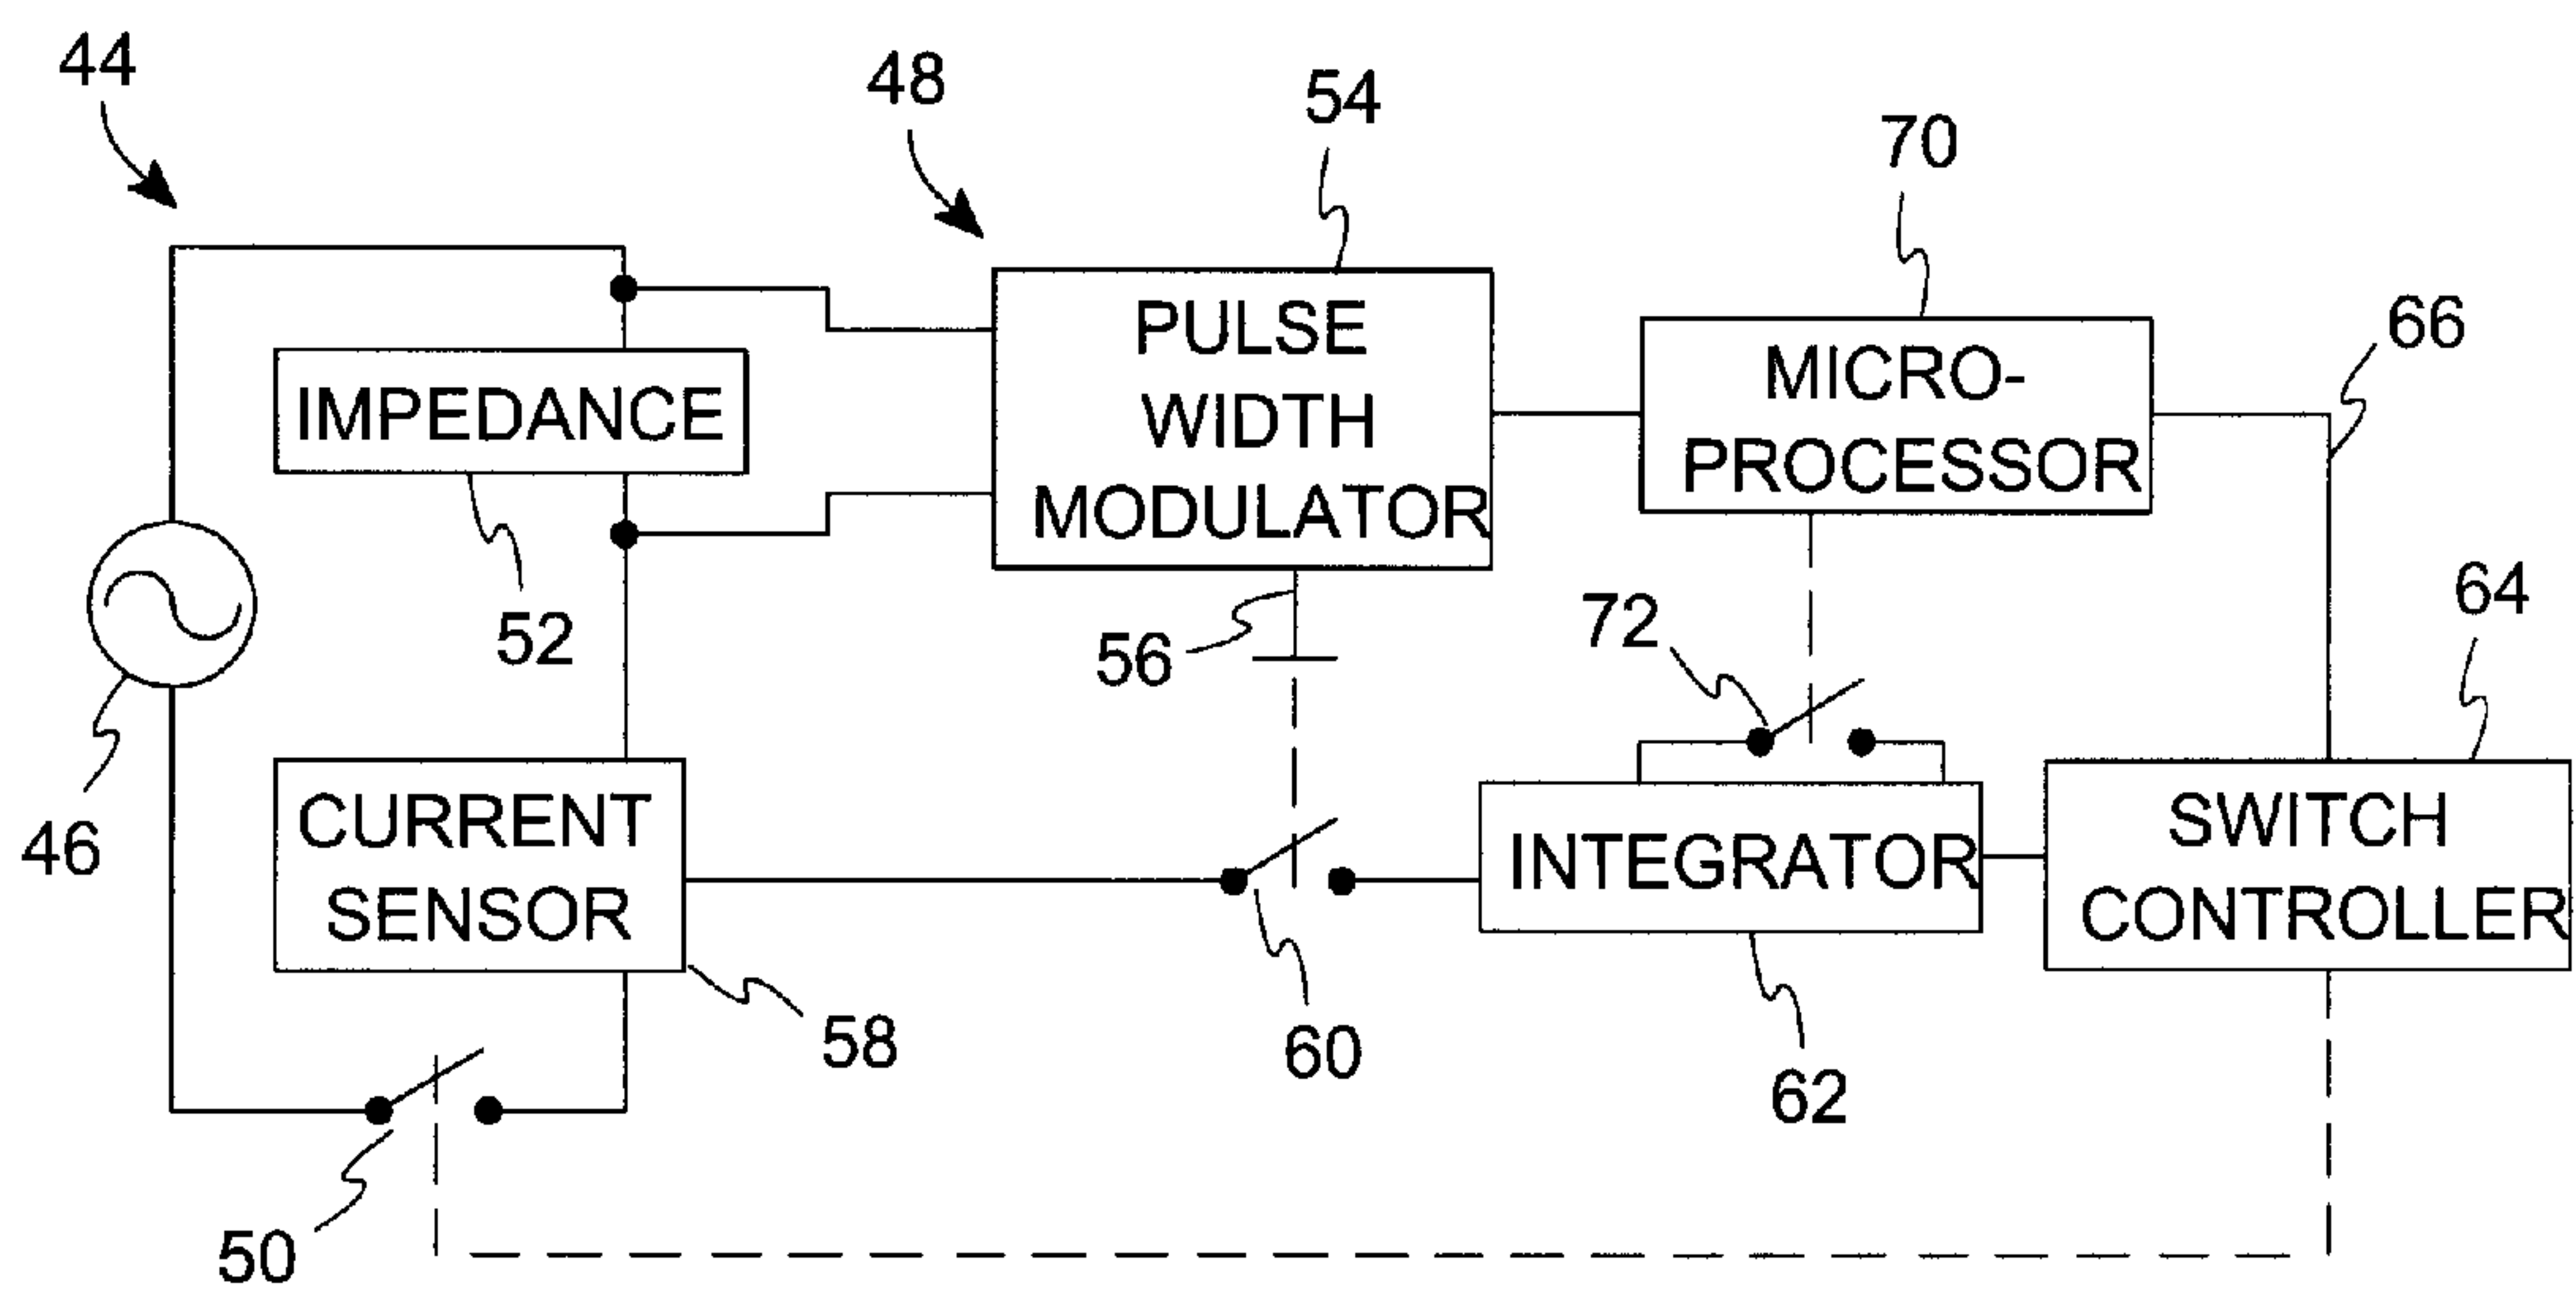 44
48
54
70
66
PULSE
WIDTH
MODULATOR
MICRO-
PROCESSOR
IMPEDANCE
52
56
72
64
46
CURRENT
SENSOR
INTEGRATOR
SWITCH
CONTROLLER
58
60
62
50